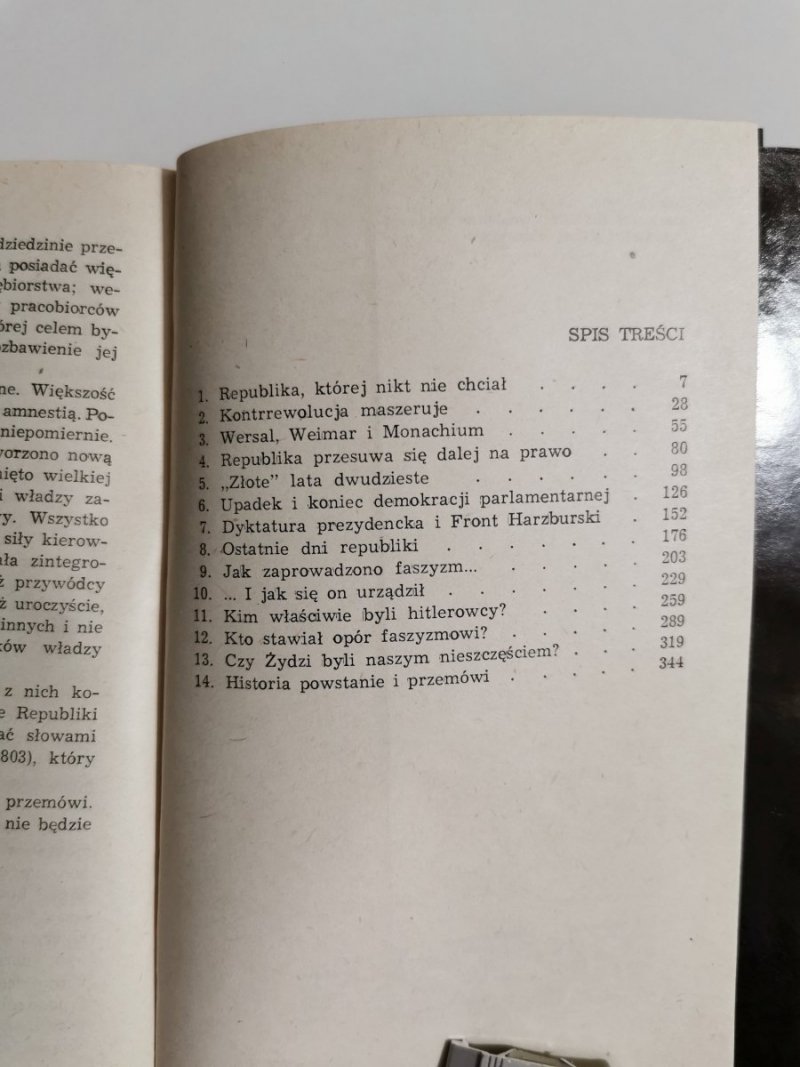 dziedzinie prze-
posiadać wię-
ębiorstwa; we-
pracobiorców
órej celem by-
zbawienie jej
ne. Większość
amnestią. Po-
niepomiernie.
worzono nową
nięto wielkiej
i władzy za-
y. Wszystko
siły kierow-
ała zintegro-
ż przywódcy
ż uroczyście,
innych i nie
ków władzy
z nich ko-
e Republiki
ać słowami
803), który
przemówi.
nie będzie
SPIS TREŚCI
1. Republika, której nikt nie chciał . . . . 7
2. Kontrrewolucja maszeruje . . . . . . 28
3. Wersal, Weimar i Monachium . . . . . 55
4. Republika przesuwa się dalej na prawo . . 80
5. „Złote” lata dwudzieste . . . . . . 98
6. Upadek i koniec demokracji parlamentarnej . 126
7. Dyktatura prezydencka i Front Harzburski . 152
8. Ostatnie dni republiki . . . . . . . 176
9. Jak zaprowadzono faszyzm... . . . . . 203
10. ... I jak się on urządził . . . . . . 229
11. Kim właściwie byli hitlerowcy? . . . . 259
12. Kto stawiał opór faszyzmowi? . . . . . 289
13. Czy Żydzi byli naszym nieszczęściem? . . . 319
14. Historia powstanie i przemówi . . . . . 344